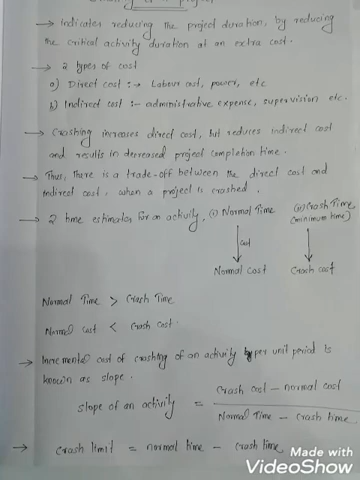 of a project
→ Indicates reducing the project duration, by reducing
the critical activity duration at an extra cost.
→ 2 types of cost
a) Direct cost :→ Labour cut, power, etc
b) Indirect cost :- administrative expense, supervision etc.
→ Crashing increases direct cost, but reduces indirect cost
and results in decreased project completion time.
→ Thus, there is a trade-off between the direct cost and
indirect cost, when a project is crashed.
→ 2 time estimates for an activity, (i) Normal Time (ii) Crash Time
(minimum time)
cost
Normal cost Crash cost
Normal Time > Crash Time
Normal cost < Crash cost.
→ Incremental cost of crashing of an activity per unit period is
known as slope.
slope of an activity = Crash cost - normal cost
Normal Time - crash time.
→ Crash limit = normal time - crash time
Made with
VideoShow